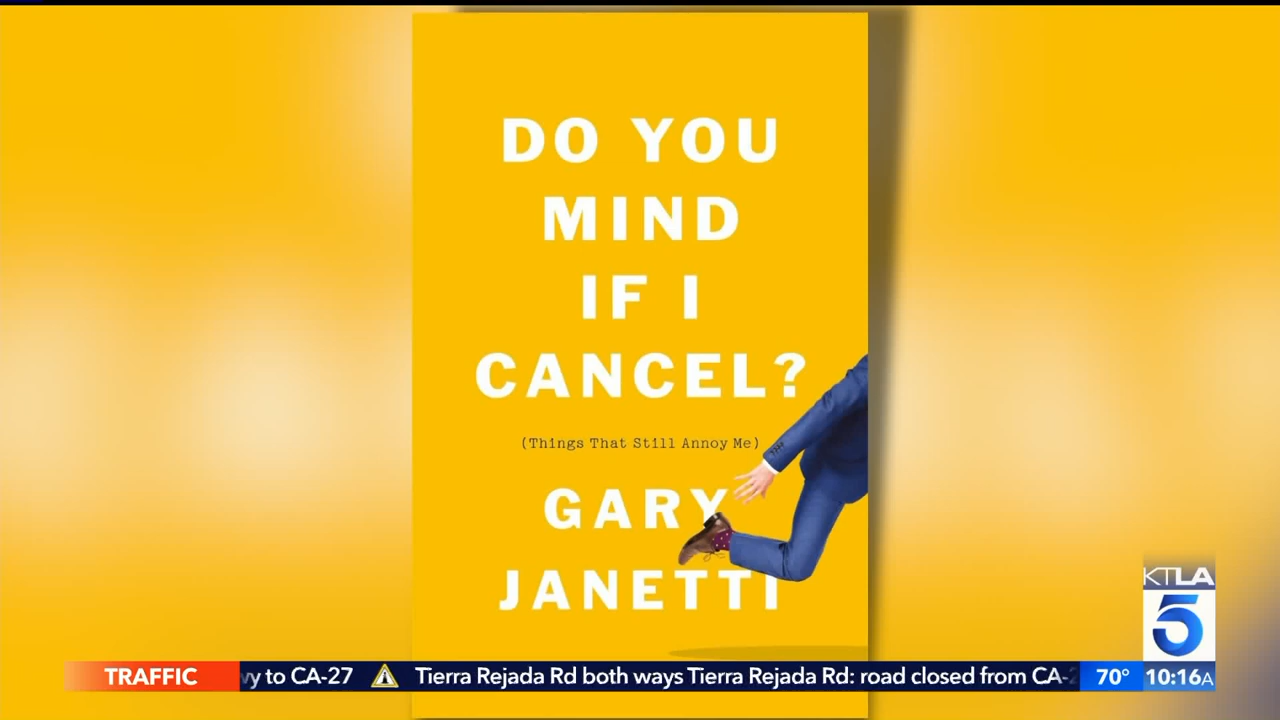 DO YOU
MIND
IF I
CANCEL?
(Things That Still Annoy Me)
GARY
JANETTI
KTLA
5
TRAFFIC
to CA-27
Tierra Rejada Rd both ways Tierra Rejada Rd: road closed from CA-
70°
10:16A